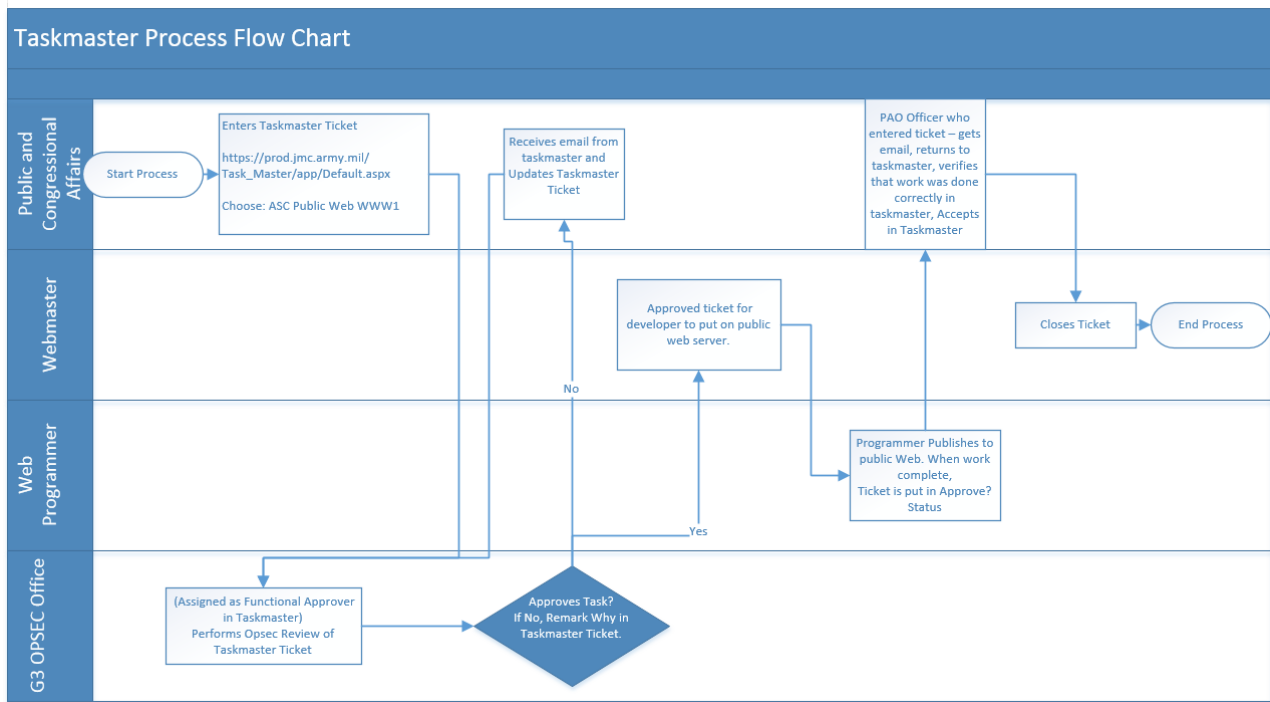 Taskmaster Process Flow Chart
Public and
Congressional
Affairs
Start Process
Enters Taskmaster Ticket
https://prod.jmc.army.mil/
Task_Master/app/Default.aspx
Choose: ASC Public Web WWW1
Receives email from
taskmaster and
Updates Taskmaster
Ticket
PAO Officer who
entered ticket – gets
email, returns to
taskmaster, verifies
that work was done
correctly in
taskmaster, Accepts
in Taskmaster
Webmaster
Approved ticket for
developer to put on public
web server.
Closes Ticket
End Process
No
Web
Programmer
Programmer Publishes to
public Web. When work
complete,
Ticket is put in Approve?
Status
Yes
G3 OPSEC Office
(Assigned as Functional Approver
in Taskmaster)
Performs Opsec Review of
Taskmaster Ticket
Approves Task?
If No, Remark Why in
Taskmaster Ticket.